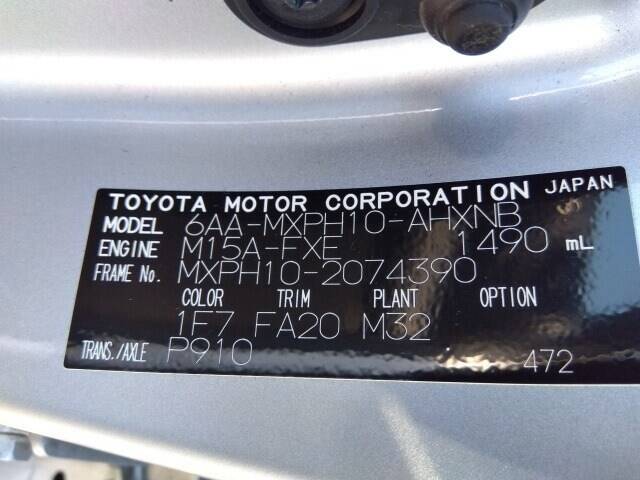 TOYOTA MOTOR CORPORATION JAPAN
MODEL 6AA-MXPH10-AHXNB
ENGINE M15A-FXE 1490 mL
FRAME No. MXPH10-2074390
COLOR TRIM PLANT OPTION
1F7 FA20 M32
TRANS./AXLE P910
472